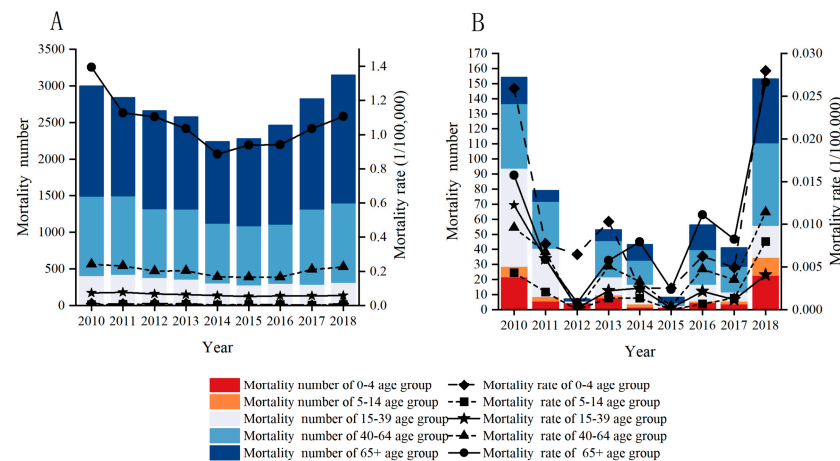 A
B
3500
3000
2500
2000
1500
1000
500
0
Mortality number
1.4
1.2
1.0
0.8
0.6
0.4
0.2
0.0
Mortality rate (1/100,000)
2010 2011 2012 2013 2014 2015 2016 2017 2018
Year
170
160
150
140
130
120
110
100
90
80
70
60
50
40
30
20
10
0
Mortality number
0.030
0.025
0.020
0.015
0.010
0.005
0.000
Mortality rate (1/100,000)
2010 2011 2012 2013 2014 2015 2016 2017 2018
Year
Mortality number of 0-4 age group
Mortality number of 5-14 age group
Mortality number of 15-39 age group
Mortality number of 40-64 age group
Mortality number of 65+ age group
Mortality rate of 0-4 age group
Mortality rate of 5-14 age group
Mortality rate of 15-39 age group
Mortality rate of 40-64 age group
Mortality rate of 65+ age group